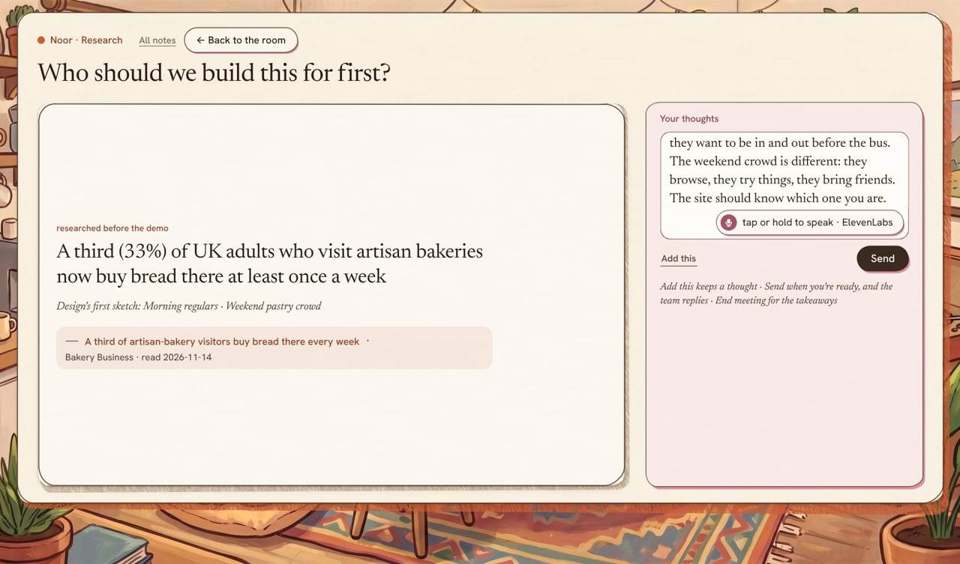 Noor · Research
All notes
← Back to the room
Who should we build this for first?
researched before the demo
A third (33%) of UK adults who visit artisan bakeries
now buy bread there at least once a week
Design's first sketch: Morning regulars · Weekend pastry crowd
— A third of artisan-bakery visitors buy bread there every week ·
Bakery Business · read 2026-11-14
Your thoughts
they want to be in and out before the bus.
The weekend crowd is different: they
browse, they try things, they bring friends.
The site should know which one you are.
tap or hold to speak · ElevenLabs
Add this
Send
Add this keeps a thought · Send when you're ready, and the
team replies · End meeting for the takeaways